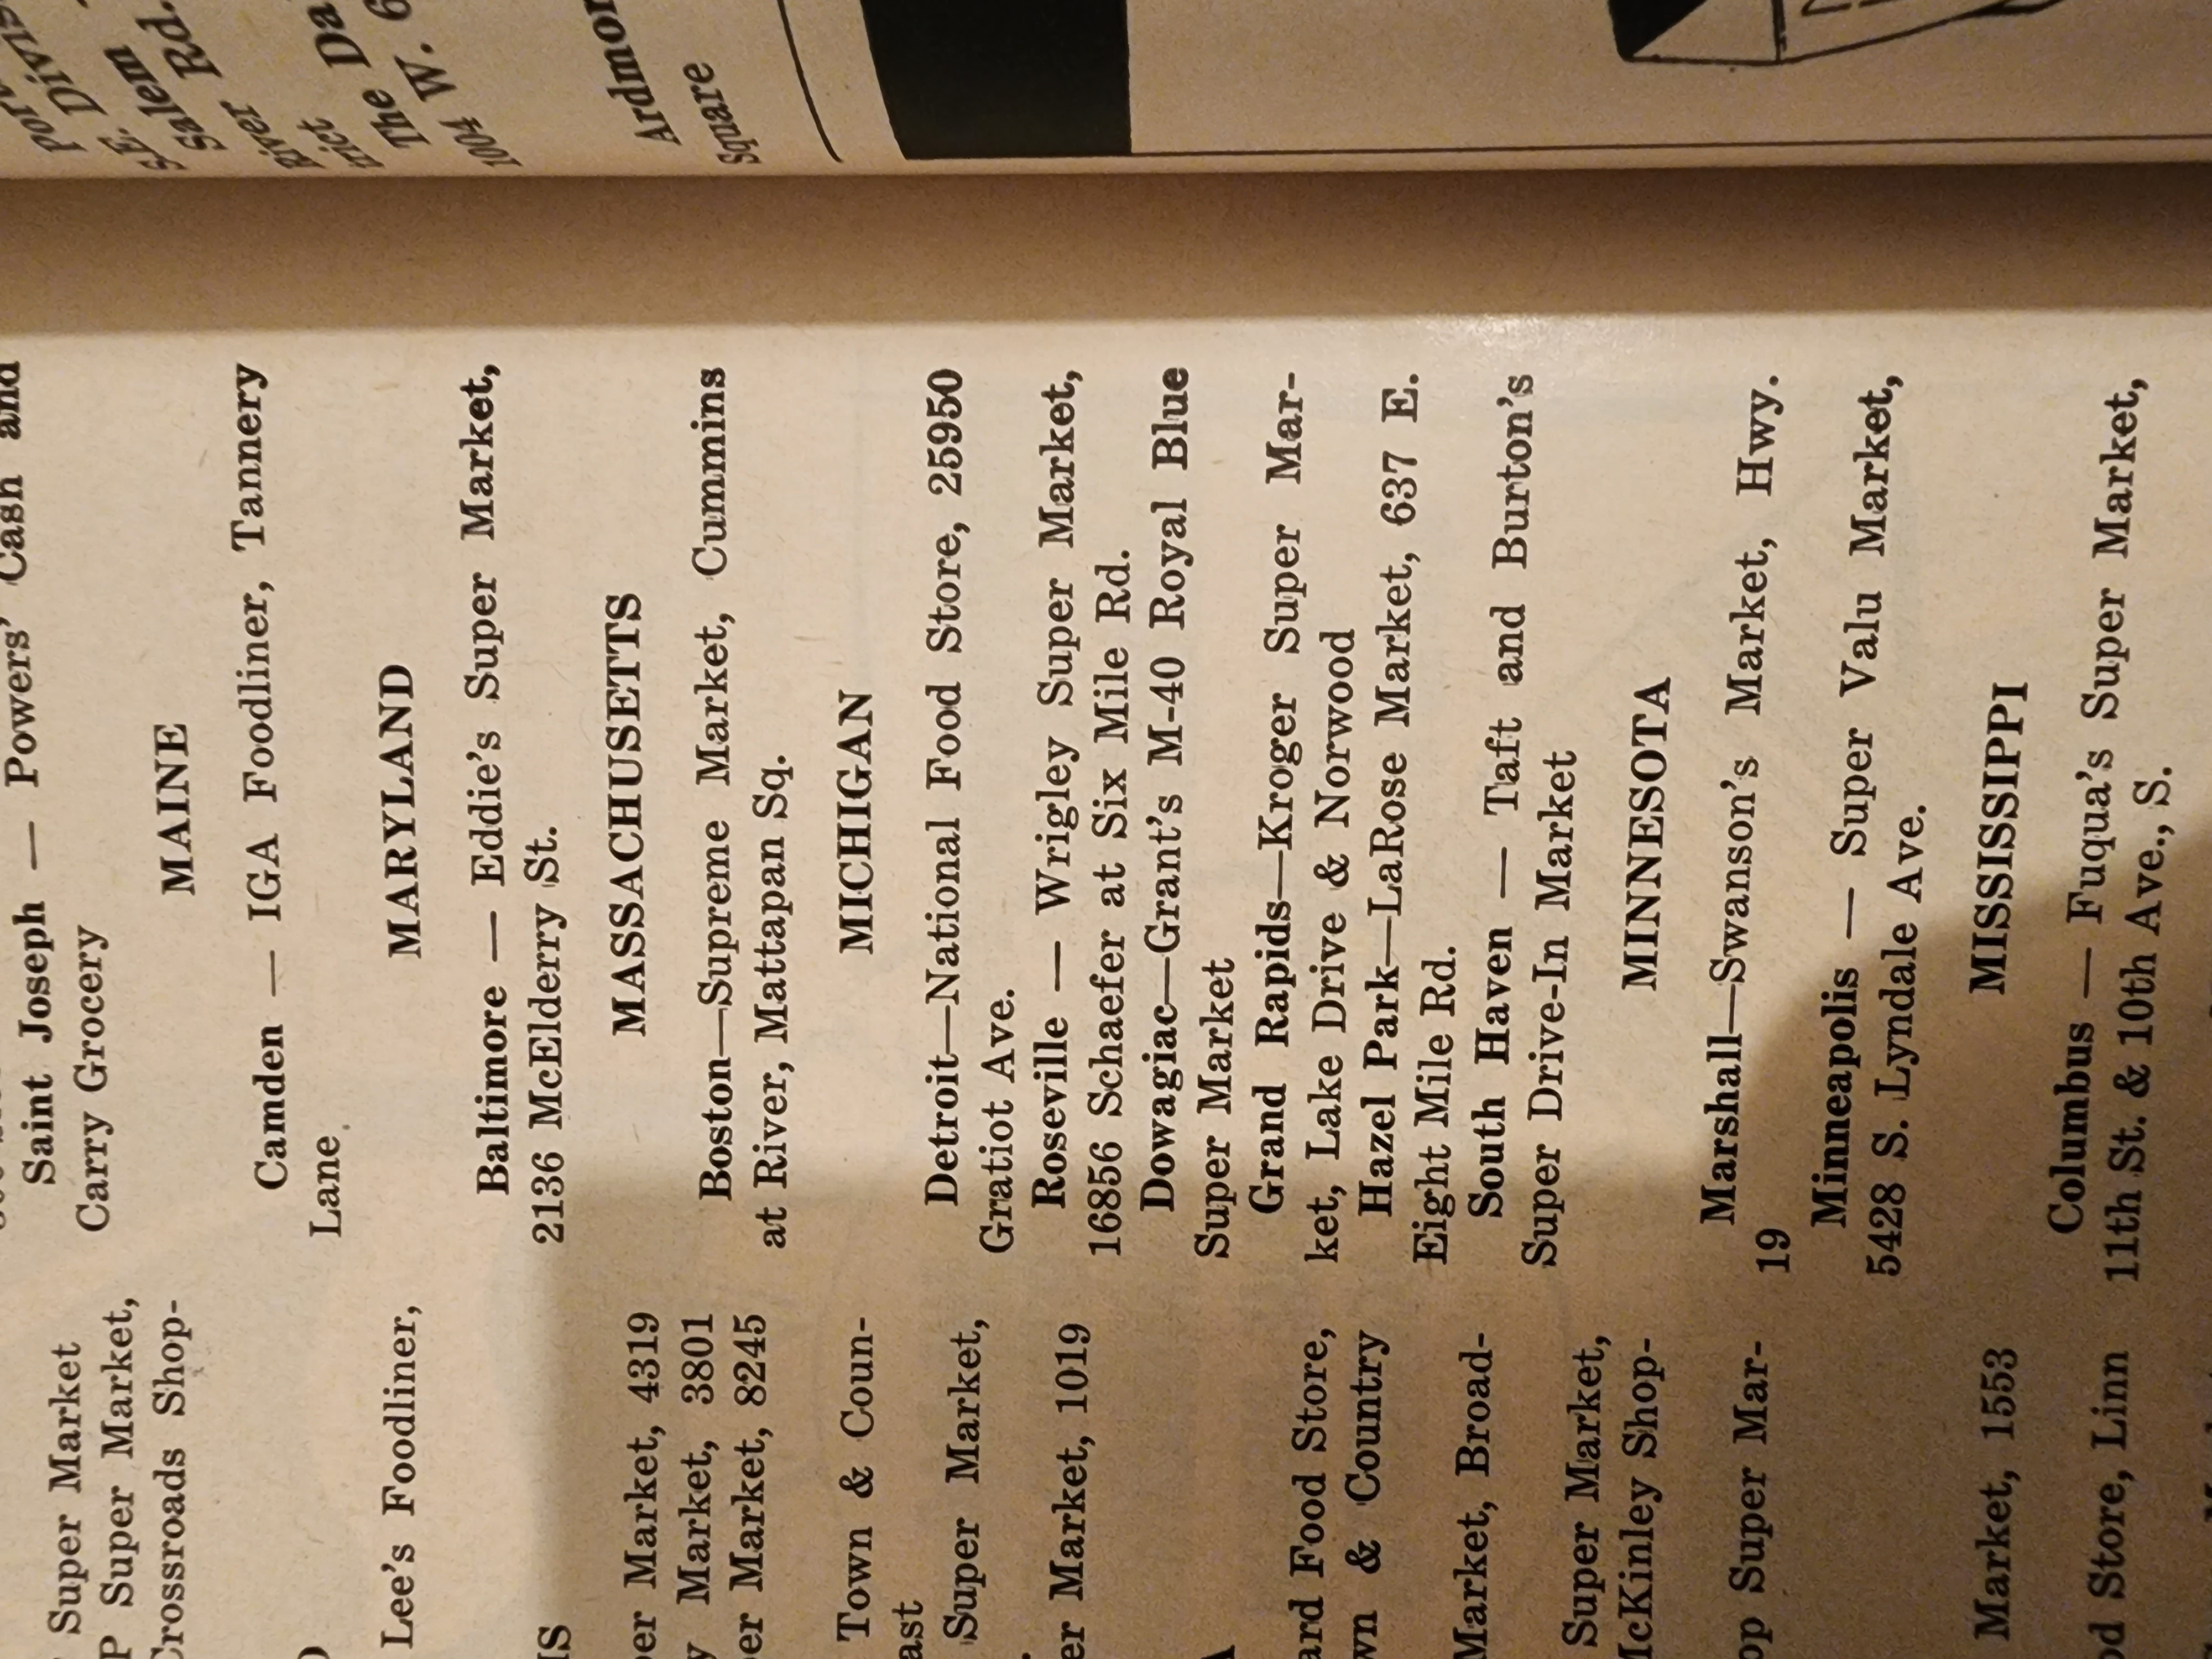 Super Market
P Super Market,
Crossroads Shop-
Lee's Foodliner,
Market, 4319
Market, 3801
Market, 8245
Town & Coun-
Super Market,
Market, 1019
Food Store,
& Country
Market, Broad-
Super Market,
McKinley Shop-
Super Mar-
Market, 1553
Store, Linn
Cash and
Saint Joseph — Powers'
Carry Grocery
MAINE
Camden — IGA Foodliner, Tannery
Lane
MARYLAND
Baltimore — Eddie's Super Market,
2136 McElderry St.
MASSACHUSETTS
Boston—Supreme Market, Cummins
at River, Mattapan Sq.
MICHIGAN
Detroit—National Food Store, 25950
Gratiot Ave.
Roseville — Wrigley Super Market,
16856 Schaefer at Six Mile Rd.
Dowagiac—Grant's M-40 Royal Blue
Super Market
Grand Rapids—Kroger Super Mar-
ket, Lake Drive & Norwood
Hazel Park—LaRose Market, 637 E.
Eight Mile Rd.
South Haven — Taft and Burton's
Super Drive-In Market
MINNESOTA
Marshall—Swanson's Market, Hwy.
19
Minneapolis — Super Valu Market,
5428 S. Lyndale Ave.
MISSISSIPPI
Columbus — Fuqua's Super Market,
11th St. & 10th Ave., S.
Salem
Rd.
The Da
1004 W. 6
Ardmor
Square